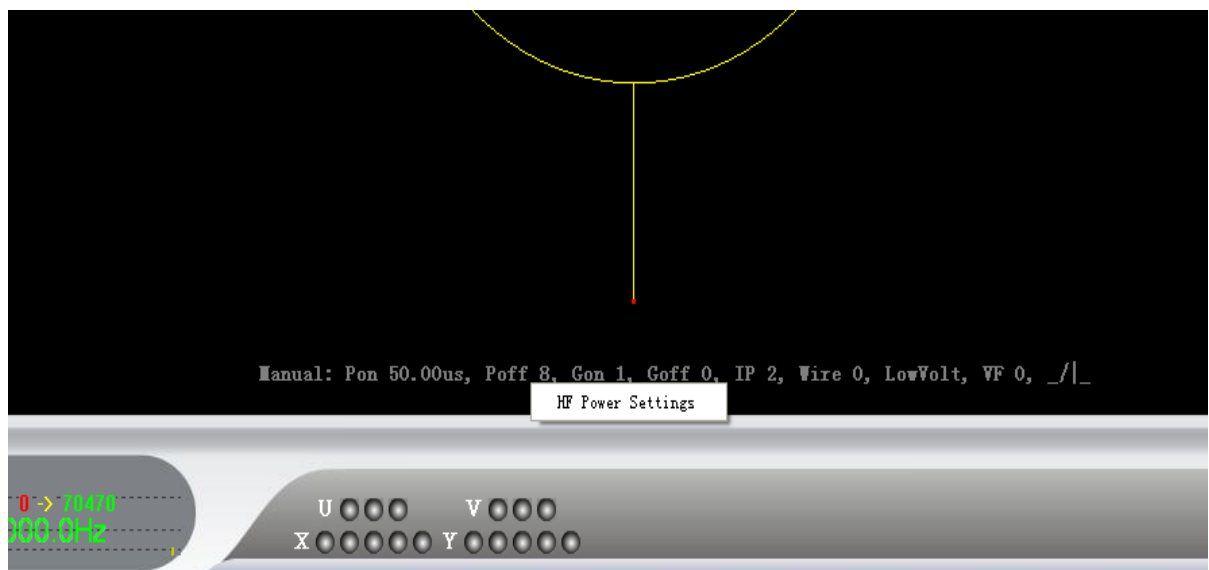 Manual: Pon 50.00us, Poff 8, Gon 1, Goff 0, IP 2, Wire 0, LowVolt, VF 0, _/|_
HF Power Settings
0 -> 70470
000.0Hz
U V
X Y